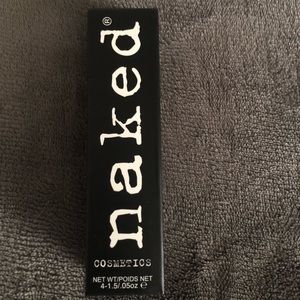 naked®
COSMETICS
NET WT/POIDS NET
4-1.5/.05oz ℮